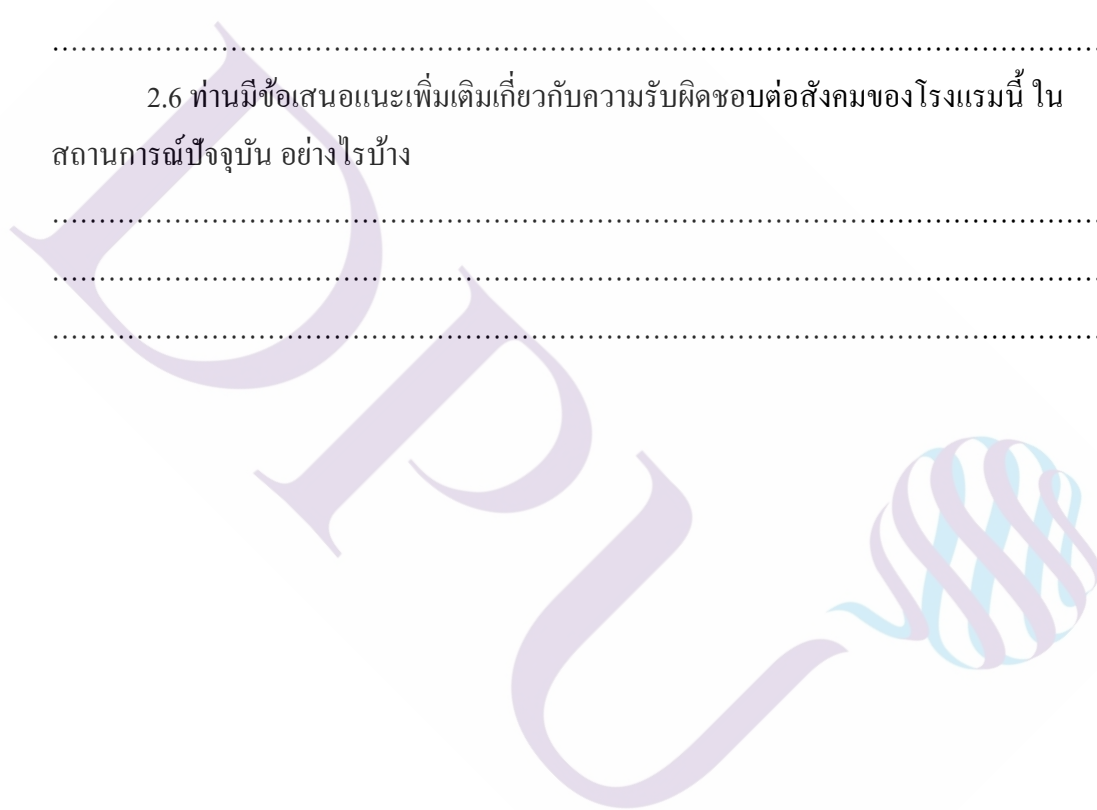 ................................................................................................................
2.6 ท่านมีข้อเสนอแนะเพิ่มเติมเกี่ยวกับความรับผิดชอบต่อสังคมของโรงแรมนี้ ใน
สถานการณ์ปัจจุบัน อย่างไรบ้าง
................................................................................................................
................................................................................................................
................................................................................................................
DPU